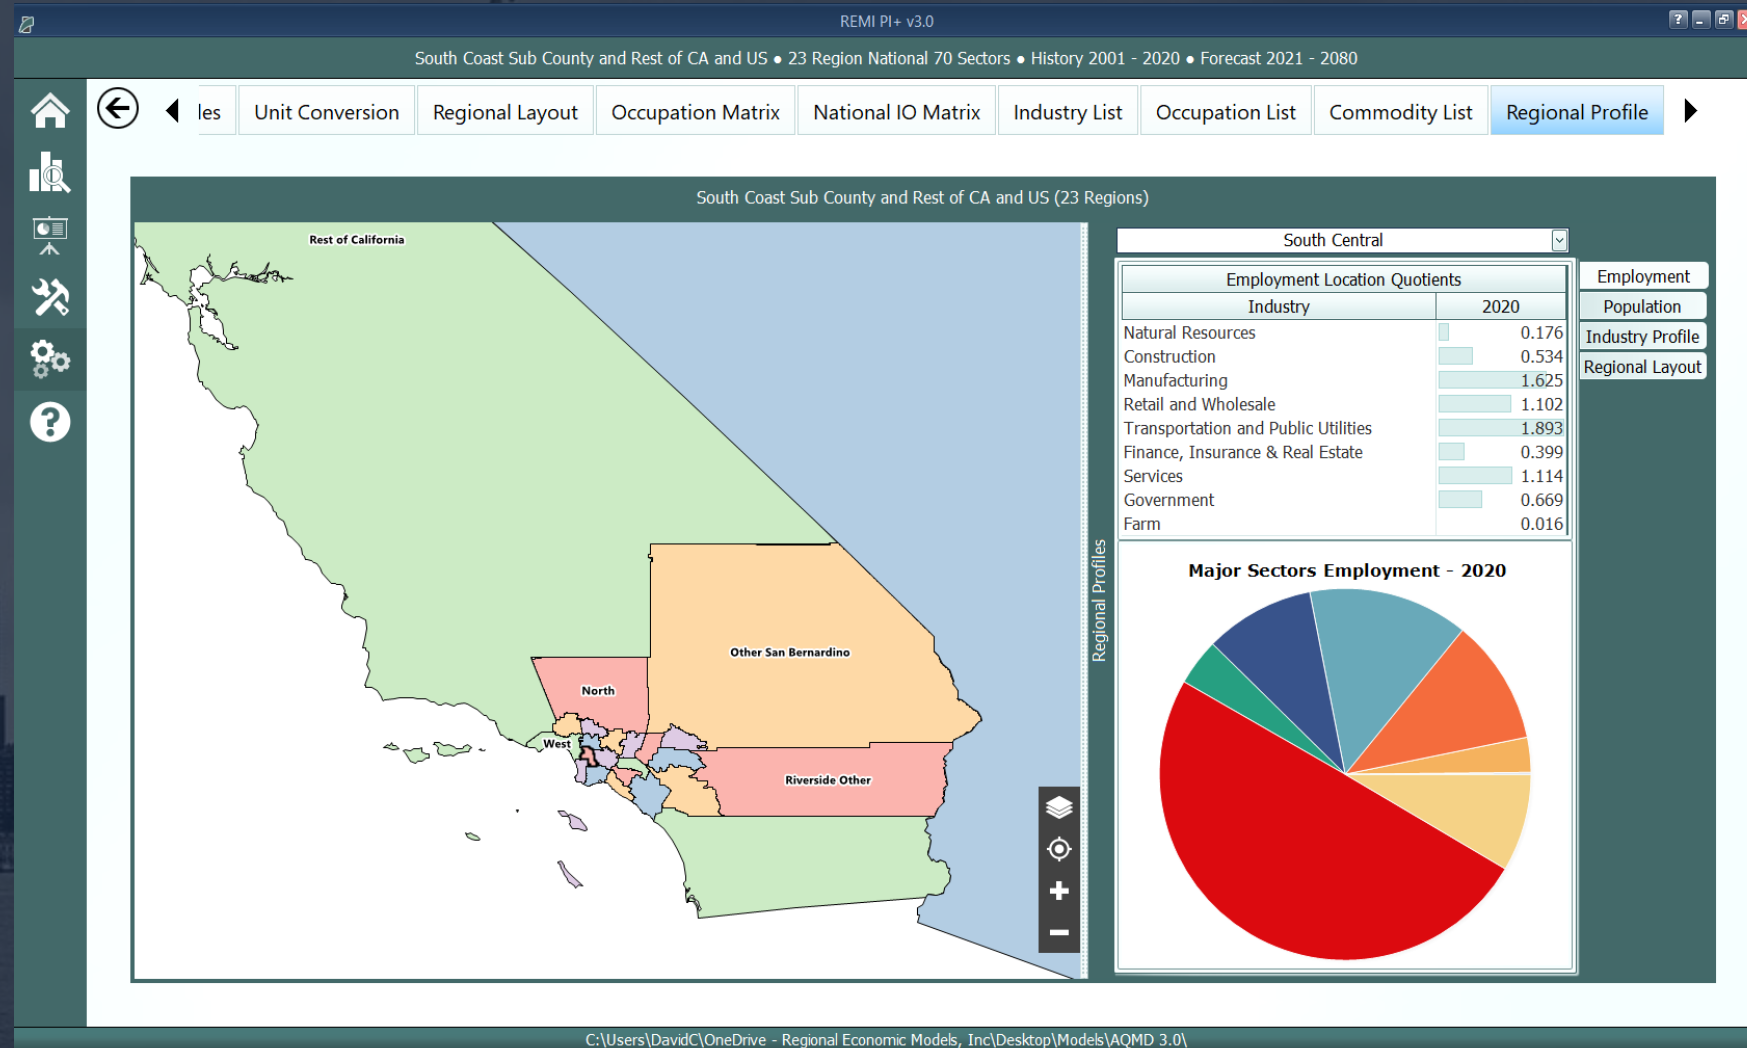 REMI PI+ v3.0
South Coast Sub County and Rest of CA and US ● 23 Region National 70 Sectors ● History 2001 - 2020 ● Forecast 2021 - 2080
les
Unit Conversion
Regional Layout
Occupation Matrix
National IO Matrix
Industry List
Occupation List
Commodity List
Regional Profile
South Coast Sub County and Rest of CA and US (23 Regions)
Rest of California
Other San Bernardino
North
West
Riverside Other
Regional Profiles
South Central
Employment Location Quotients
Industry 2020
Natural Resources 0.176
Construction 0.534
Manufacturing 1.625
Retail and Wholesale 1.102
Transportation and Public Utilities 1.893
Finance, Insurance & Real Estate 0.399
Services 1.114
Government 0.669
Farm 0.016
Employment
Population
Industry Profile
Regional Layout
Major Sectors Employment - 2020
C:\Users\DavidC\OneDrive - Regional Economic Models, Inc\Desktop\Models\AQMD 3.0\